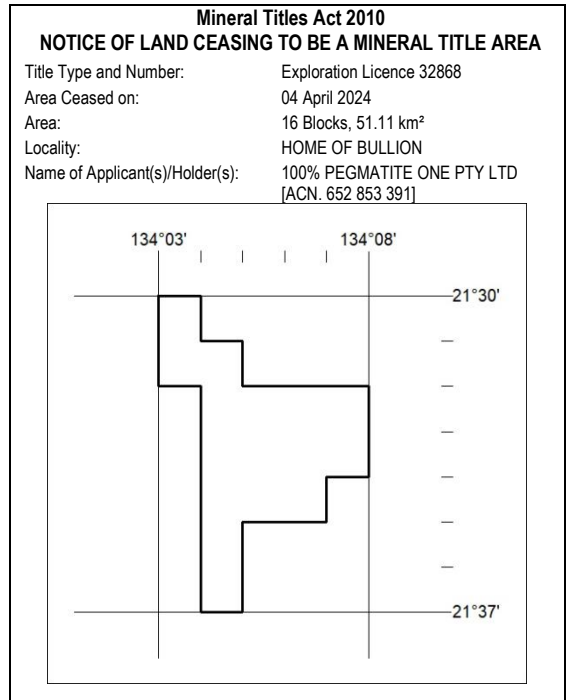 Mineral Titles Act 2010
NOTICE OF LAND CEASING TO BE A MINERAL TITLE AREA
Title Type and Number: Exploration Licence 32868
Area Ceased on: 04 April 2024
Area: 16 Blocks, 51.11 km²
Locality: HOME OF BULLION
Name of Applicant(s)/Holder(s): 100% PEGMATITE ONE PTY LTD
[ACN. 652 853 391]
134°03' 134°08'
21°30'
21°37'